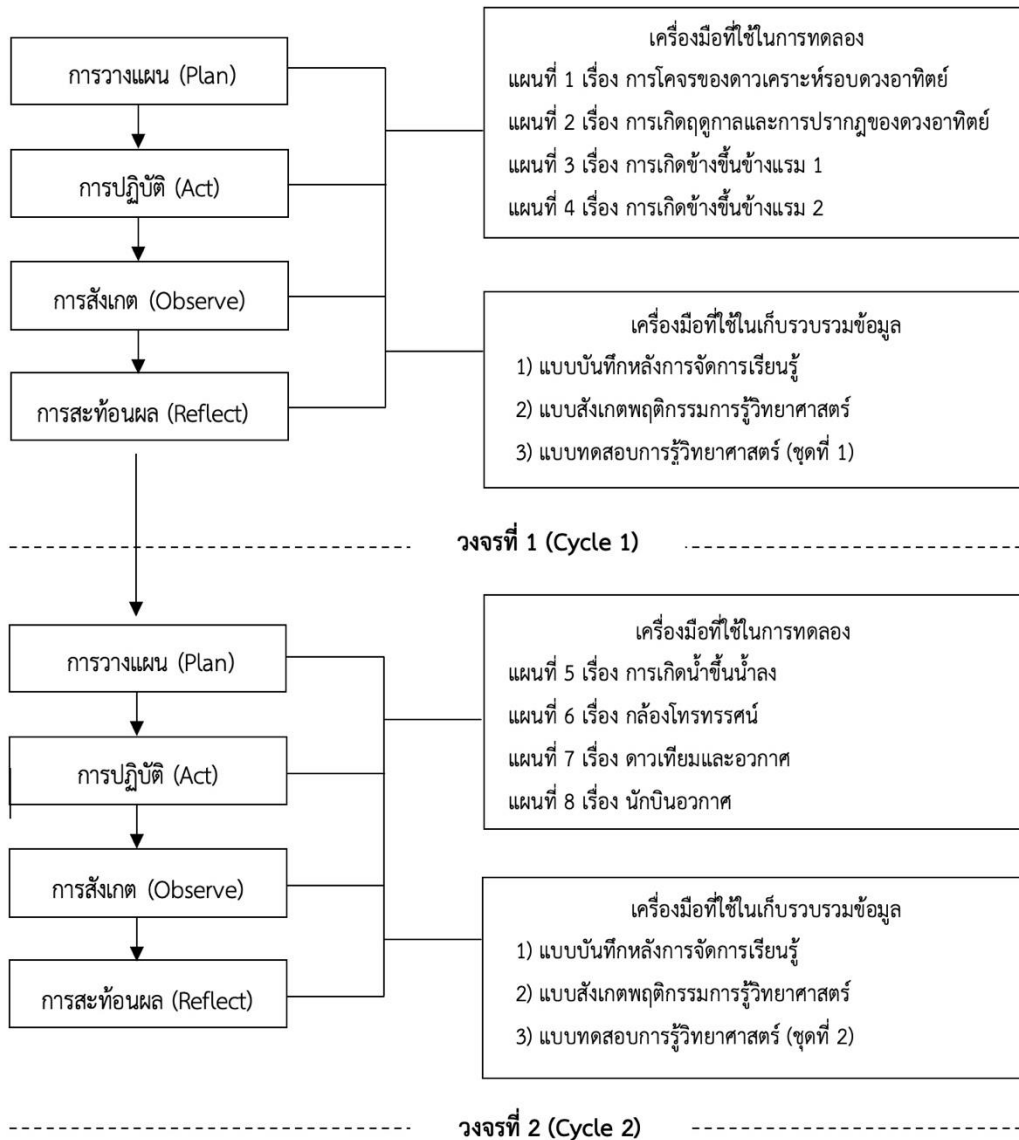 การวางแผน (Plan)
การปฏิบัติ (Act)
การสังเกต (Observe)
การสะท้อนผล (Reflect)
เครื่องมือที่ใช้ในการทดลอง
แผนที่ 1 เรื่อง การโคจรของดาวเคราะห์รอบดวงอาทิตย์
แผนที่ 2 เรื่อง การเกิดฤดูกาลและการปรากฏของดวงอาทิตย์
แผนที่ 3 เรื่อง การเกิดข้างขึ้นข้างแรม 1
แผนที่ 4 เรื่อง การเกิดข้างขึ้นข้างแรม 2
เครื่องมือที่ใช้ในเก็บรวบรวมข้อมูล
1) แบบบันทึกหลังการจัดการเรียนรู้
2) แบบสังเกตพฤติกรรมการรู้วิทยาศาสตร์
3) แบบทดสอบการรู้วิทยาศาสตร์ (ชุดที่ 1)
วงจรที่ 1 (Cycle 1)
การวางแผน (Plan)
การปฏิบัติ (Act)
การสังเกต (Observe)
การสะท้อนผล (Reflect)
เครื่องมือที่ใช้ในการทดลอง
แผนที่ 5 เรื่อง การเกิดน้ำขึ้นน้ำลง
แผนที่ 6 เรื่อง กล้องโทรทรรศน์
แผนที่ 7 เรื่อง ดาวเทียมและอวกาศ
แผนที่ 8 เรื่อง นักบินอวกาศ
เครื่องมือที่ใช้ในเก็บรวบรวมข้อมูล
1) แบบบันทึกหลังการจัดการเรียนรู้
2) แบบสังเกตพฤติกรรมการรู้วิทยาศาสตร์
3) แบบทดสอบการรู้วิทยาศาสตร์ (ชุดที่ 2)
วงจรที่ 2 (Cycle 2)